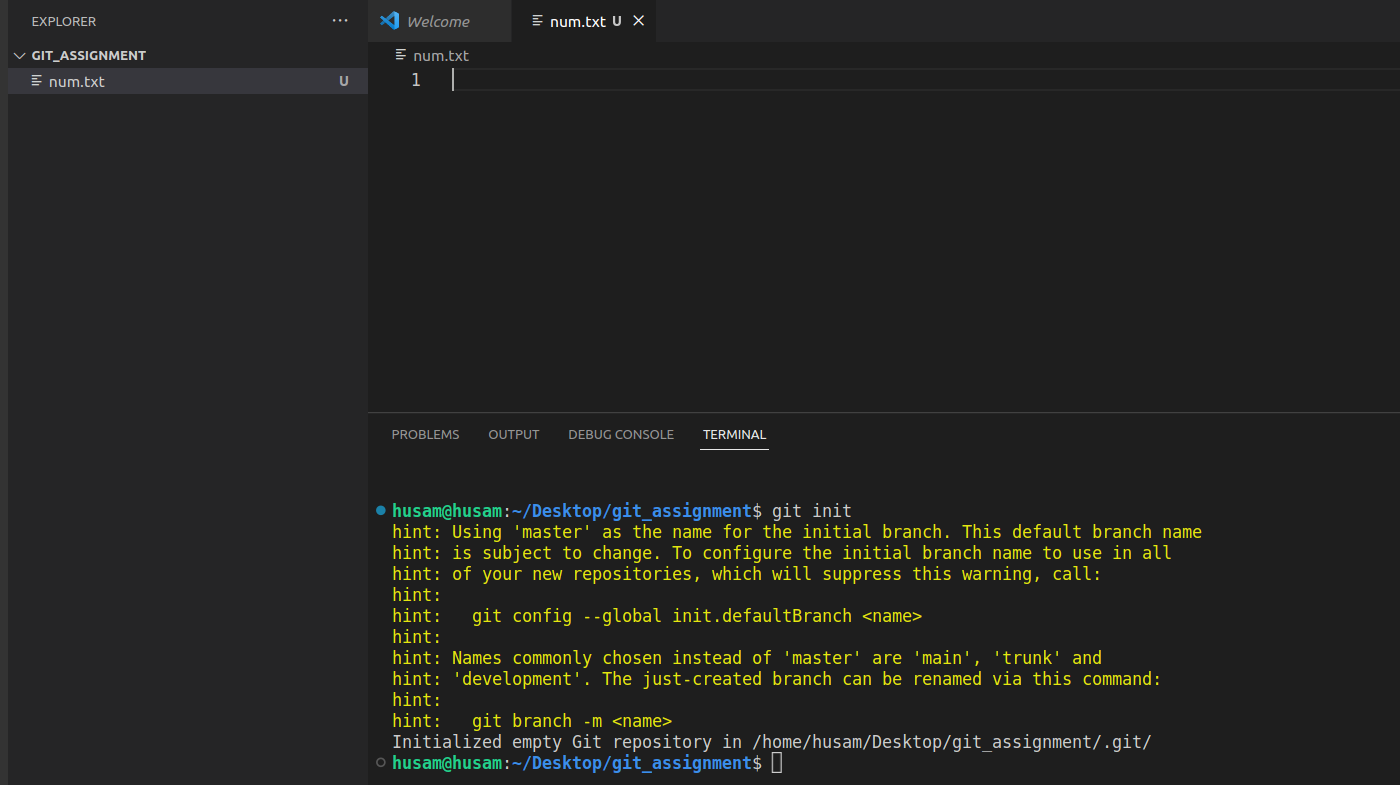 EXPLORER ...
GIT_ASSIGNMENT
num.txt U
Welcome
num.txt U
num.txt
1
PROBLEMS OUTPUT DEBUG CONSOLE TERMINAL
husam@husam:~/Desktop/git_assignment$ git init
hint: Using 'master' as the name for the initial branch. This default branch name
hint: is subject to change. To configure the initial branch name to use in all
hint: of your new repositories, which will suppress this warning, call:
hint:
hint:   git config --global init.defaultBranch <name>
hint:
hint: Names commonly chosen instead of 'master' are 'main', 'trunk' and
hint: 'development'. The just-created branch can be renamed via this command:
hint:
hint:   git branch -m <name>
Initialized empty Git repository in /home/husam/Desktop/git_assignment/.git/
husam@husam:~/Desktop/git_assignment$